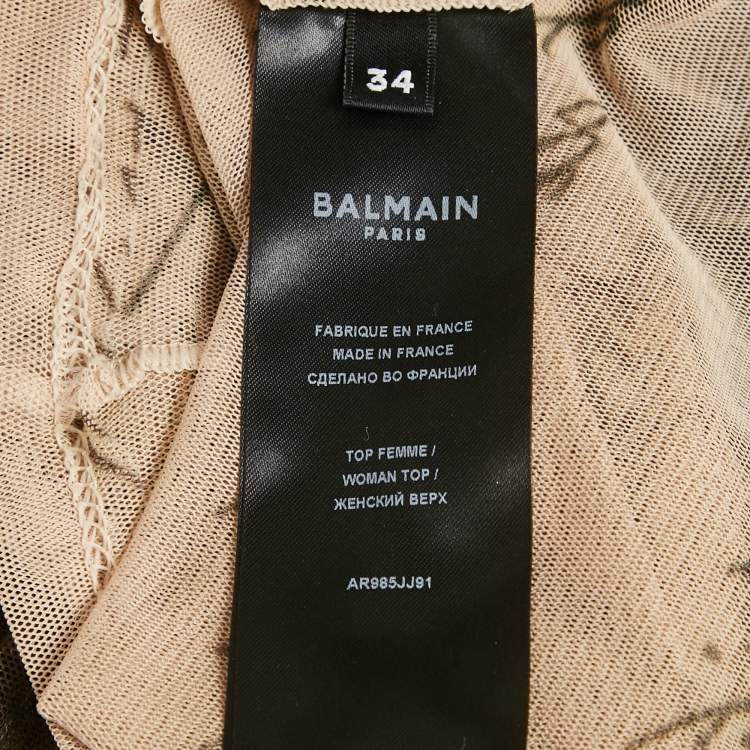 34
BALMAIN
PARIS
FABRIQUE EN FRANCE
MADE IN FRANCE
СДЕЛАНО ВО ФРАНЦИИ
TOP FEMME /
WOMAN TOP /
ЖЕНСКИЙ ВЕРХ
AR985JJ91